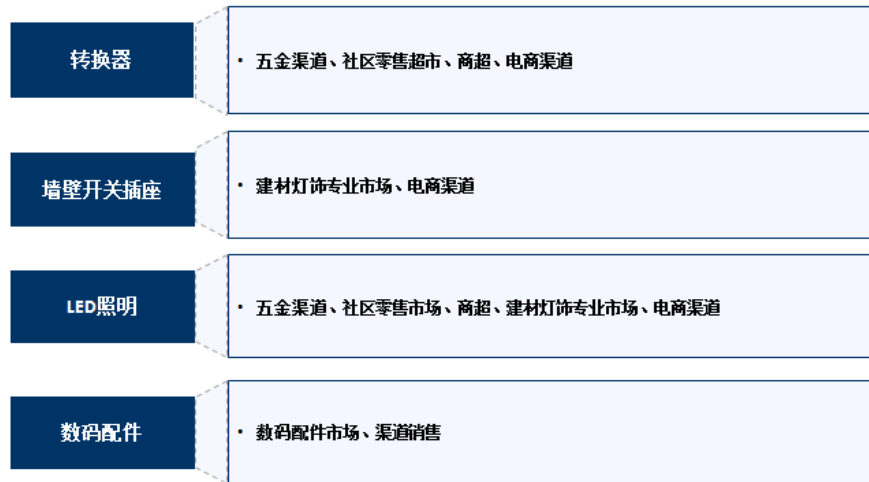 转换器
• 五金渠道、社区零售超市、商超、电商渠道
墙壁开关插座
• 建材灯饰专业市场、电商渠道
LED照明
• 五金渠道、社区零售市场、商超、建材灯饰专业市场、电商渠道
数码配件
• 数码配件市场、渠道销售